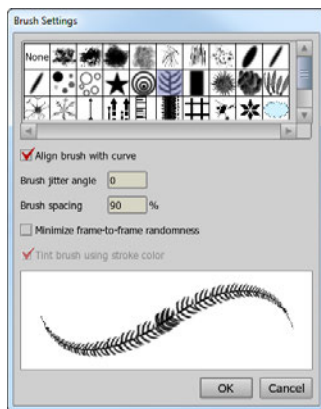 Brush Settings
None
Align brush with curve
Brush jitter angle 0
Brush spacing 90 %
Minimize frame-to-frame randomness
Tint brush using stroke color
OK Cancel